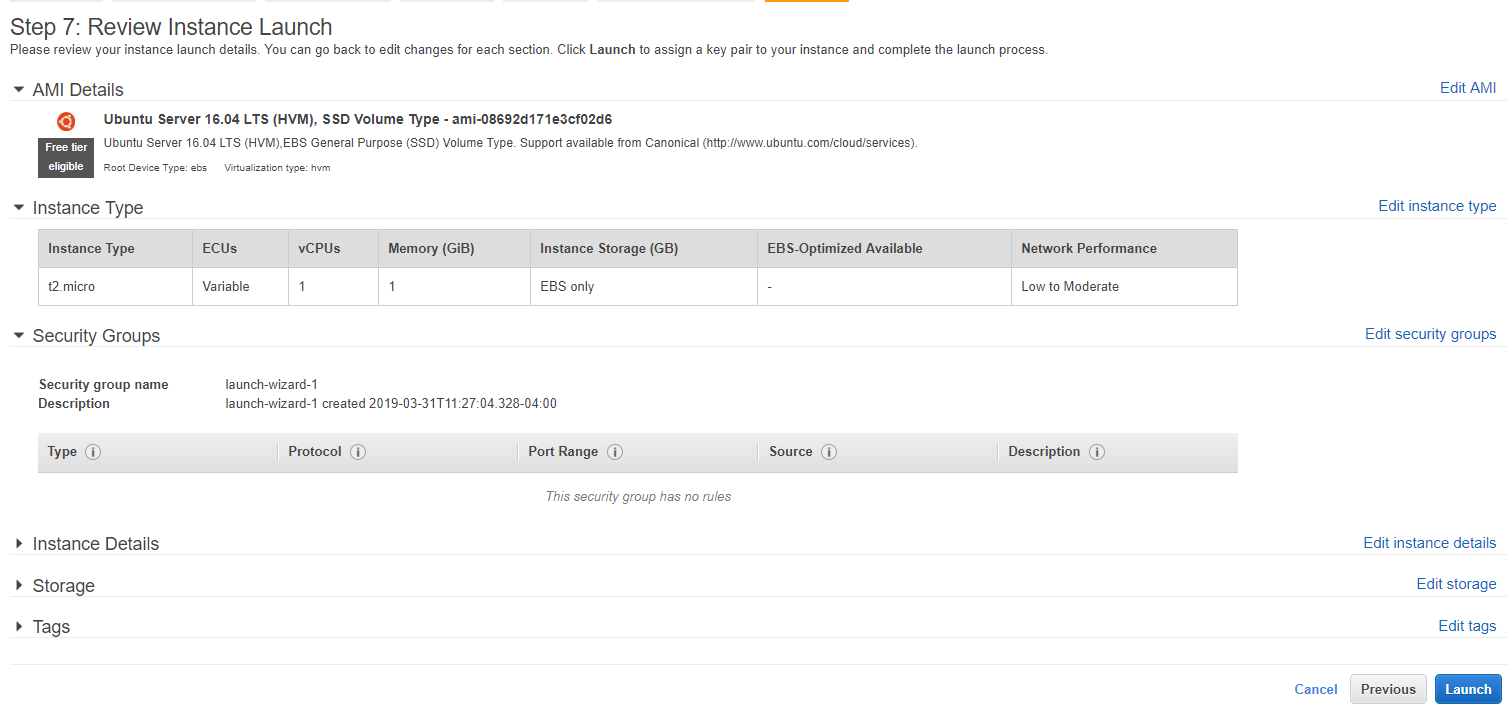 Step 7: Review Instance Launch
Please review your instance launch details. You can go back to edit changes for each section. Click Launch to assign a key pair to your instance and complete the launch process.
AMI Details
Edit AMI
Ubuntu Server 16.04 LTS (HVM), SSD Volume Type - ami-08692d171e3cf02d6
Free tier
eligible
Ubuntu Server 16.04 LTS (HVM),EBS General Purpose (SSD) Volume Type. Support available from Canonical (http://www.ubuntu.com/cloud/services).
Root Device Type: ebs Virtualization type: hvm
Instance Type
Edit instance type
Instance Type ECUs vCPUs Memory (GiB) Instance Storage (GB) EBS-Optimized Available Network Performance
t2.micro Variable 1 1 EBS only - Low to Moderate
Security Groups
Edit security groups
Security group name launch-wizard-1
Description launch-wizard-1 created 2019-03-31T11:27:04.328-04:00
Type i Protocol i Port Range i Source i Description i
This security group has no rules
Instance Details
Edit instance details
Storage
Edit storage
Tags
Edit tags
Cancel Previous Launch